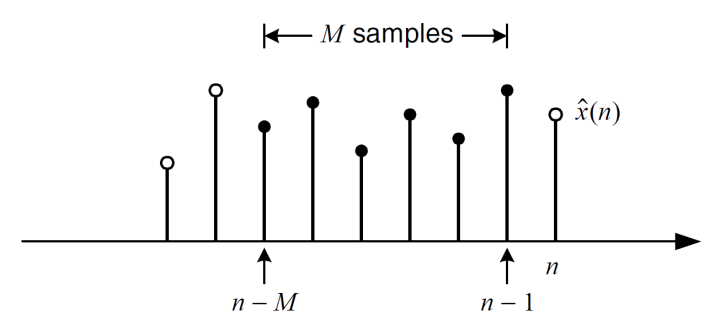 M samples
x̂(n)
n
n − M
n − 1